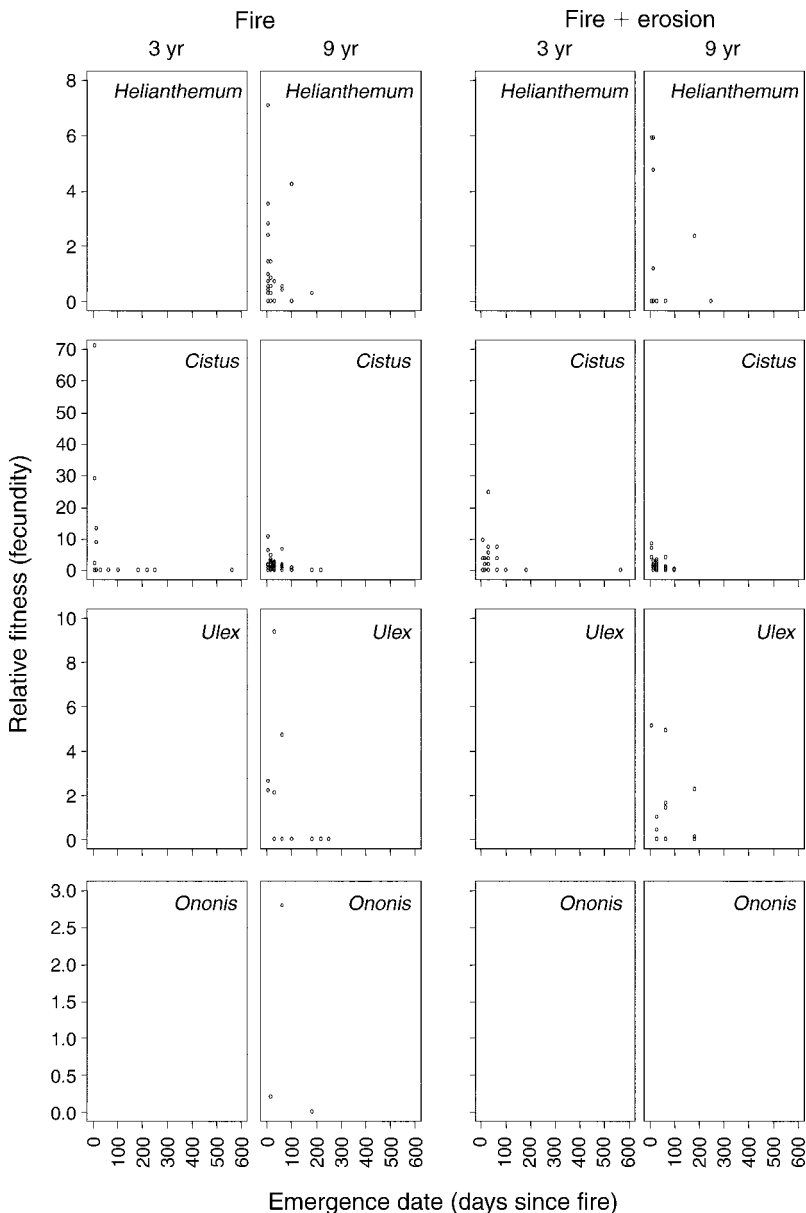 Fire Fire + erosion
3 yr 9 yr 3 yr 9 yr
Relative fitness (fecundity)
8 Helianthemum Helianthemum Helianthemum Helianthemum
6
4
2
0
70 Cistus Cistus Cistus Cistus
60
50
40
30
20
10
0
10 Ulex Ulex Ulex Ulex
8
6
4
2
0
3.0 Ononis Ononis Ononis Ononis
2.5
2.0
1.5
1.0
0.5
0.0
0 100 200 300 400 500 600 0 100 200 300 400 500 600 0 100 200 300 400 500 600 0 100 200 300 400 500 600
Emergence date (days since fire)